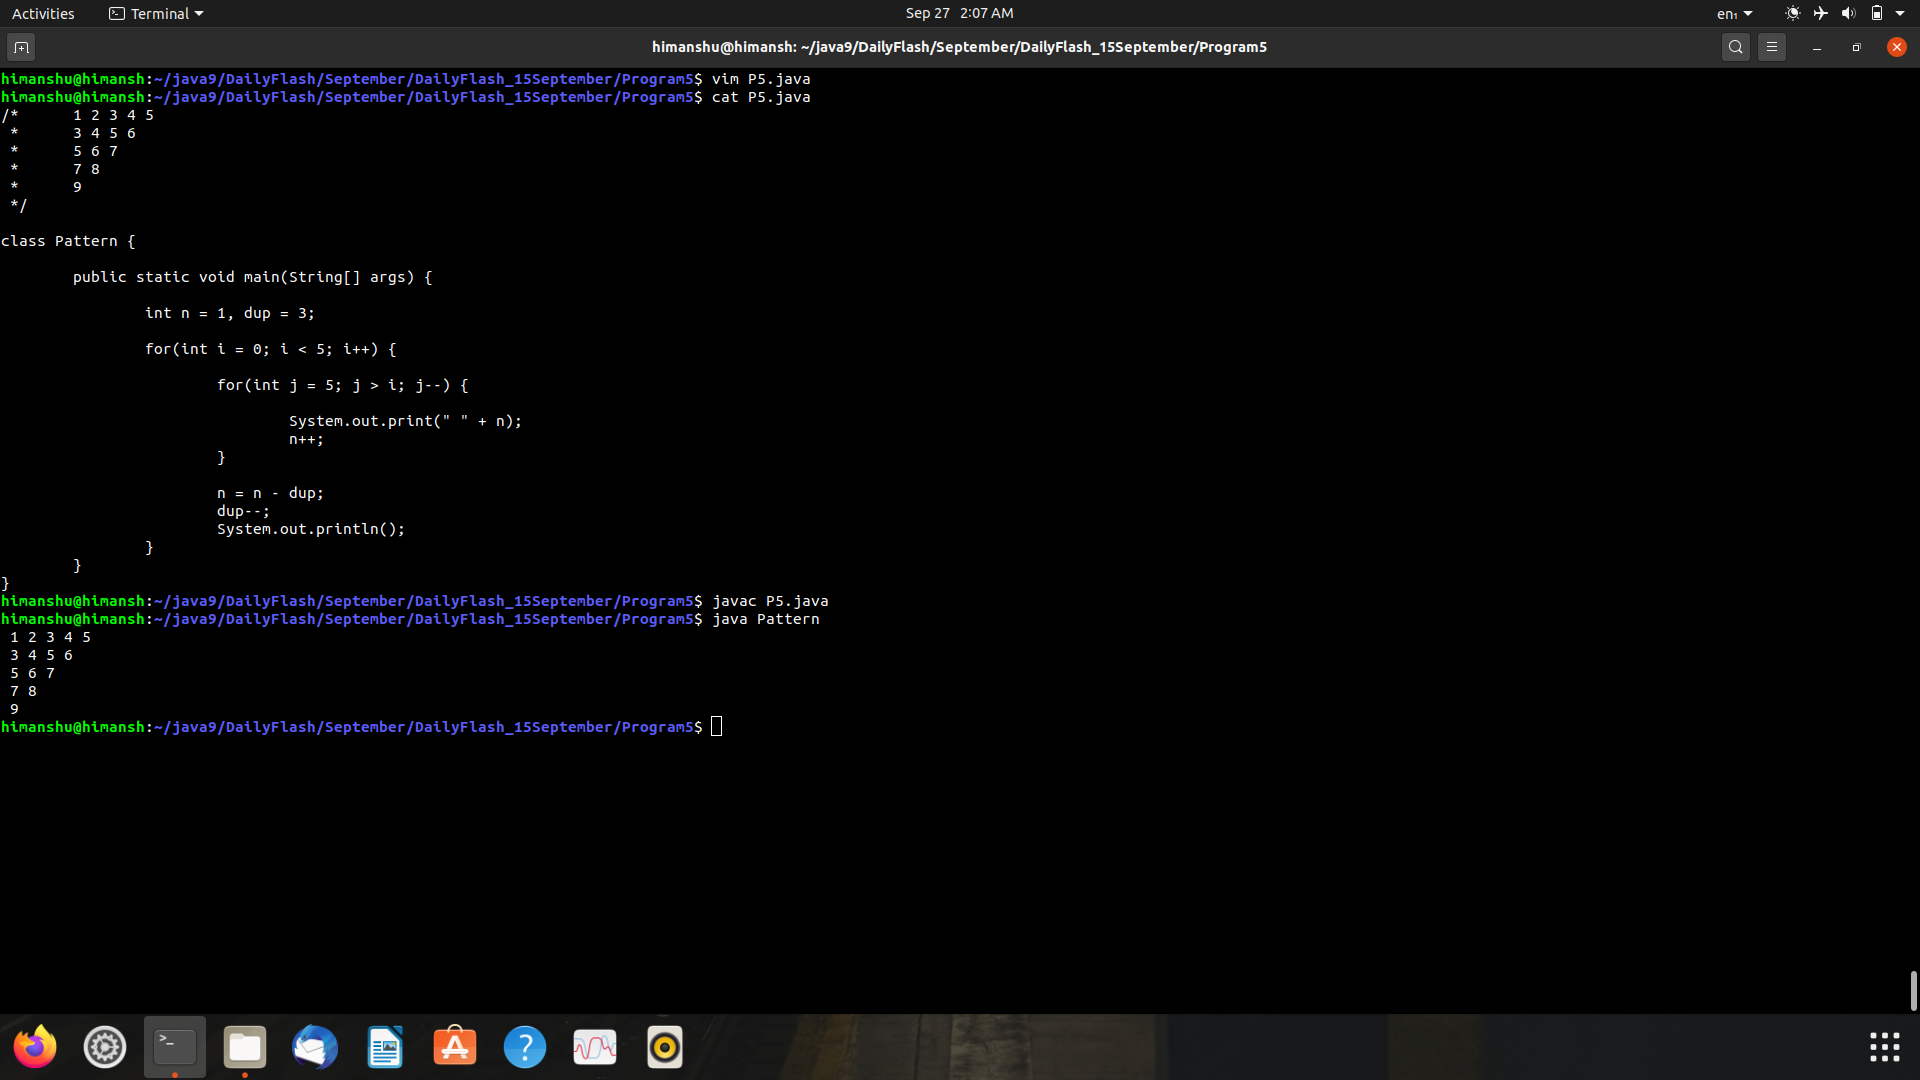 Activities Terminal Sep 27 2:07 AM en₁
himanshu@himansh: ~/java9/DailyFlash/September/DailyFlash_15September/Program5
himanshu@himansh:~/java9/DailyFlash/September/DailyFlash_15September/Program5$ vim P5.java
himanshu@himansh:~/java9/DailyFlash/September/DailyFlash_15September/Program5$ cat P5.java
/*      1 2 3 4 5
 *      3 4 5 6
 *      5 6 7
 *      7 8
 *      9
 */
class Pattern {
        public static void main(String[] args) {
                int n = 1, dup = 3;
                for(int i = 0; i < 5; i++) {
                        for(int j = 5; j > i; j--) {
                                System.out.print(" " + n);
                                n++;
                        }
                        n = n - dup;
                        dup--;
                        System.out.println();
                }
        }
}
himanshu@himansh:~/java9/DailyFlash/September/DailyFlash_15September/Program5$ javac P5.java
himanshu@himansh:~/java9/DailyFlash/September/DailyFlash_15September/Program5$ java Pattern
 1 2 3 4 5
 3 4 5 6
 5 6 7
 7 8
 9
himanshu@himansh:~/java9/DailyFlash/September/DailyFlash_15September/Program5$